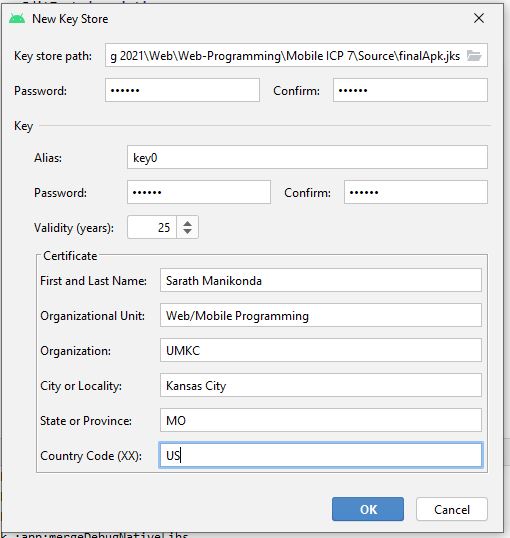 New Key Store
Key store path: g 2021\Web\Web-Programming\Mobile ICP 7\Source\finalApk.jks
Password: •••••• Confirm: ••••••
Key
Alias: key0
Password: •••••• Confirm: ••••••
Validity (years): 25
Certificate
First and Last Name: Sarath Manikonda
Organizational Unit: Web/Mobile Programming
Organization: UMKC
City or Locality: Kansas City
State or Province: MO
Country Code (XX): US
OK Cancel
:app:mergeDebugNativeLibs